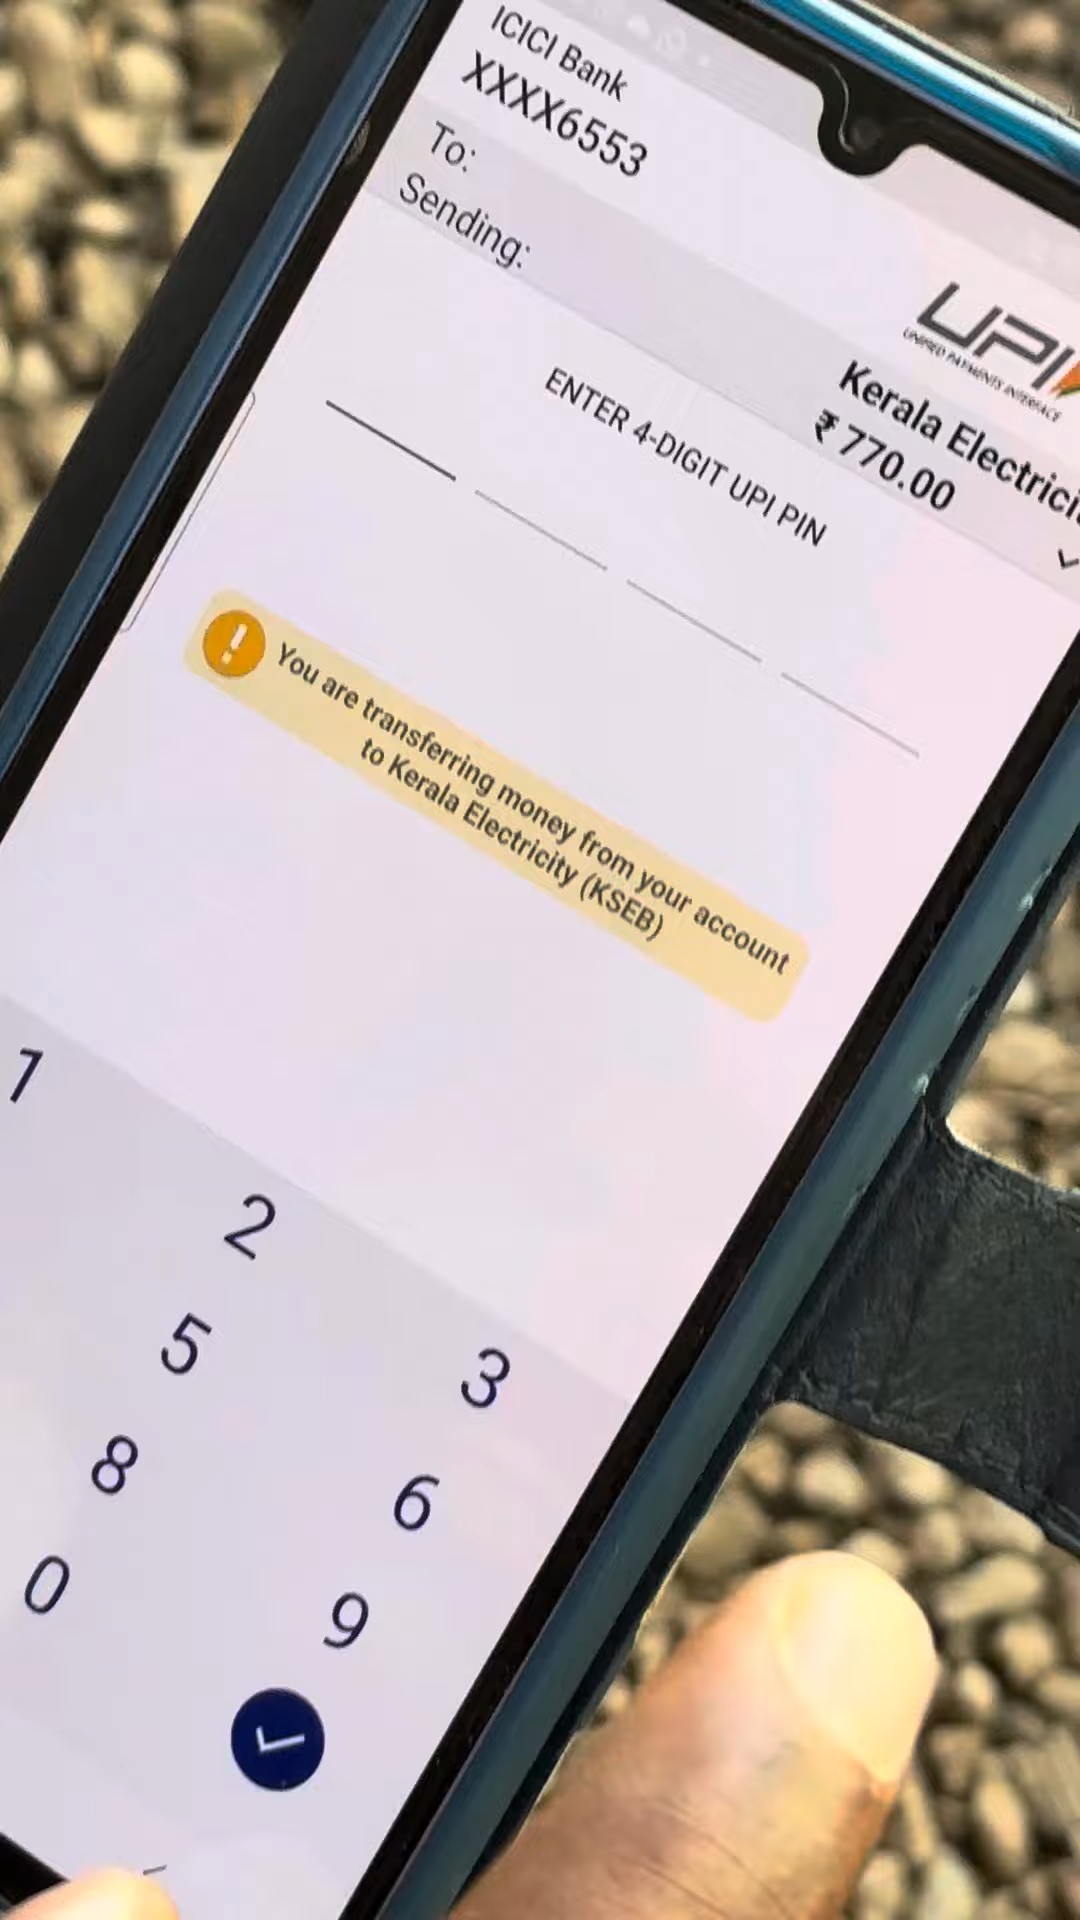 ICICI Bank
XXXX6553
UPI
UNIFIED PAYMENTS INTERFACE
To: Kerala Electrici
Sending: ₹ 770.00
ENTER 4-DIGIT UPI PIN
You are transferring money from your account
to Kerala Electricity (KSEB)
1 2 3
5 6
8 9
0